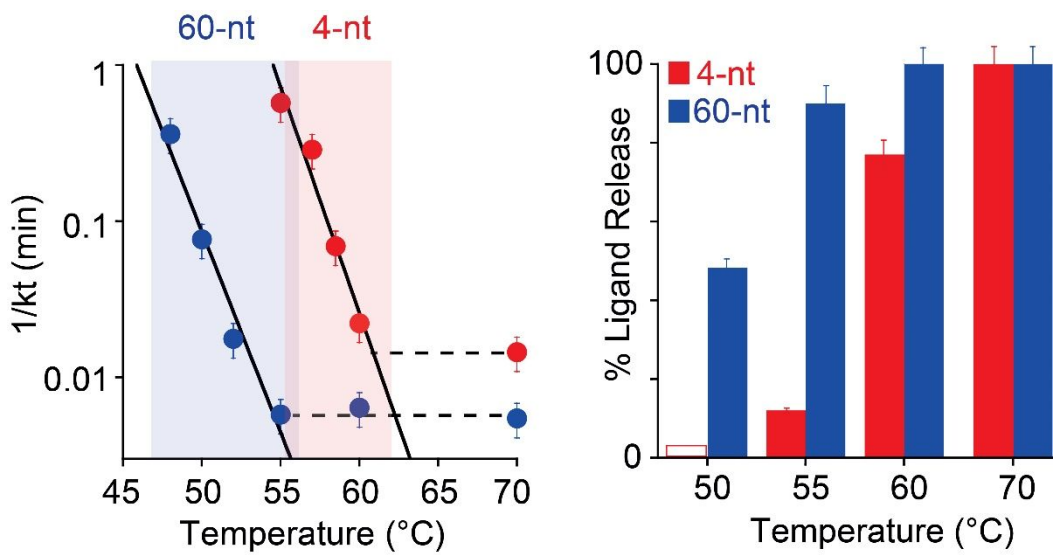 60-nt 4-nt
1
0.1
0.01
1/kt (min)
45 50 55 60 65 70
Temperature (°C)
100
0
% Ligand Release
4-nt
60-nt
50 55 60 70
Temperature (°C)